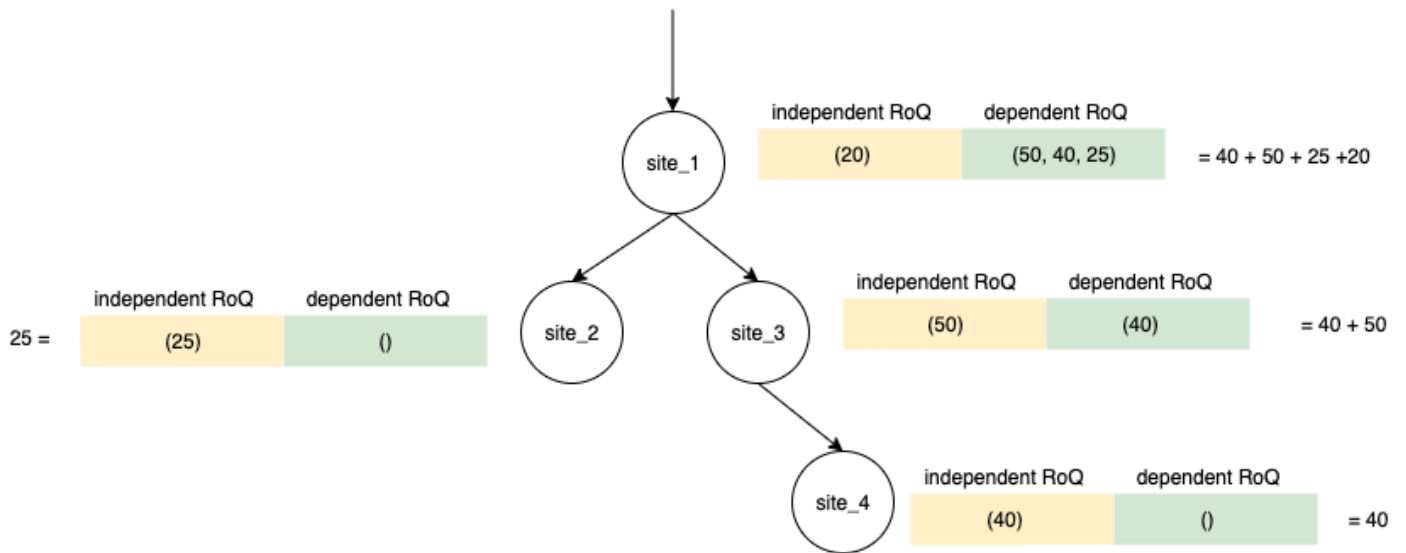 independent RoQ dependent RoQ
site_1 (20) (50, 40, 25) = 40 + 50 + 25 +20
independent RoQ dependent RoQ
25 = (25) () site_2
independent RoQ dependent RoQ
site_3 (50) (40) = 40 + 50
independent RoQ dependent RoQ
site_4 (40) () = 40